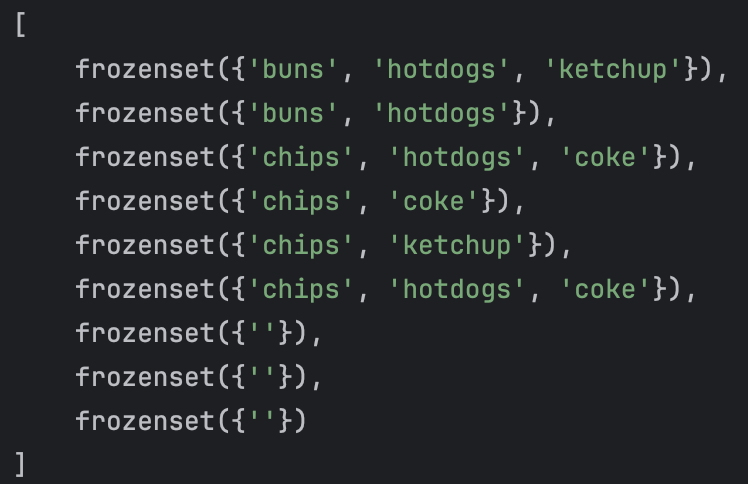 [
    frozenset({'buns', 'hotdogs', 'ketchup'}),
    frozenset({'buns', 'hotdogs'}),
    frozenset({'chips', 'hotdogs', 'coke'}),
    frozenset({'chips', 'coke'}),
    frozenset({'chips', 'ketchup'}),
    frozenset({'chips', 'hotdogs', 'coke'}),
    frozenset({''}),
    frozenset({''}),
    frozenset({''})
]